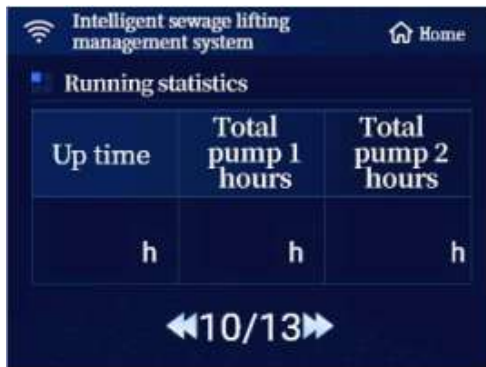 Intelligent sewage lifting
management system
Home
Running statistics
Up time
Total
pump 1
hours
Total
pump 2
hours
h
h
h
10/13